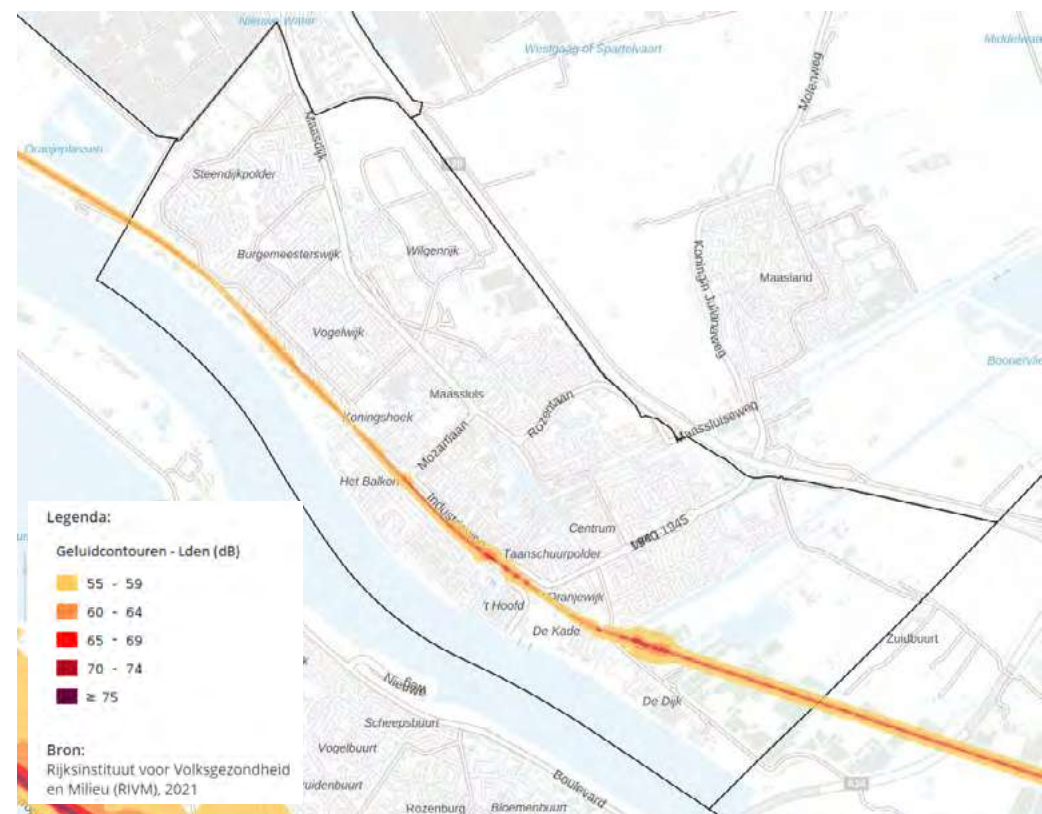 Nieuwe Water
Westgaag of Spartelvaart
Molenweg
Oranjeplassen
Maasdijk
Steendijkpolder
Burgemeesterswijk
Wilgenrijk
Koningin Julianaweg
Maasland
Vogelwijk
Maassluis
Rozenlaan
Koningshoek
Mozartlaan
Maassluiseweg
Het Balkon
Centrum
Taanschuurpolder
't Hoofd
Oranjewijk
De Kade
Zuidbuurt
De Dijk
Nieuwe
weg
Scheepsbuurt
Vogelbuurt
Boulevard
Rozenburg
Bloemenbuurt
Legenda:
Geluidcontouren - Lden (dB)
55 - 59
60 - 64
65 - 69
70 - 74
≥ 75
Bron:
Rijksinstituut voor Volksgezondheid
en Milieu (RIVM), 2021